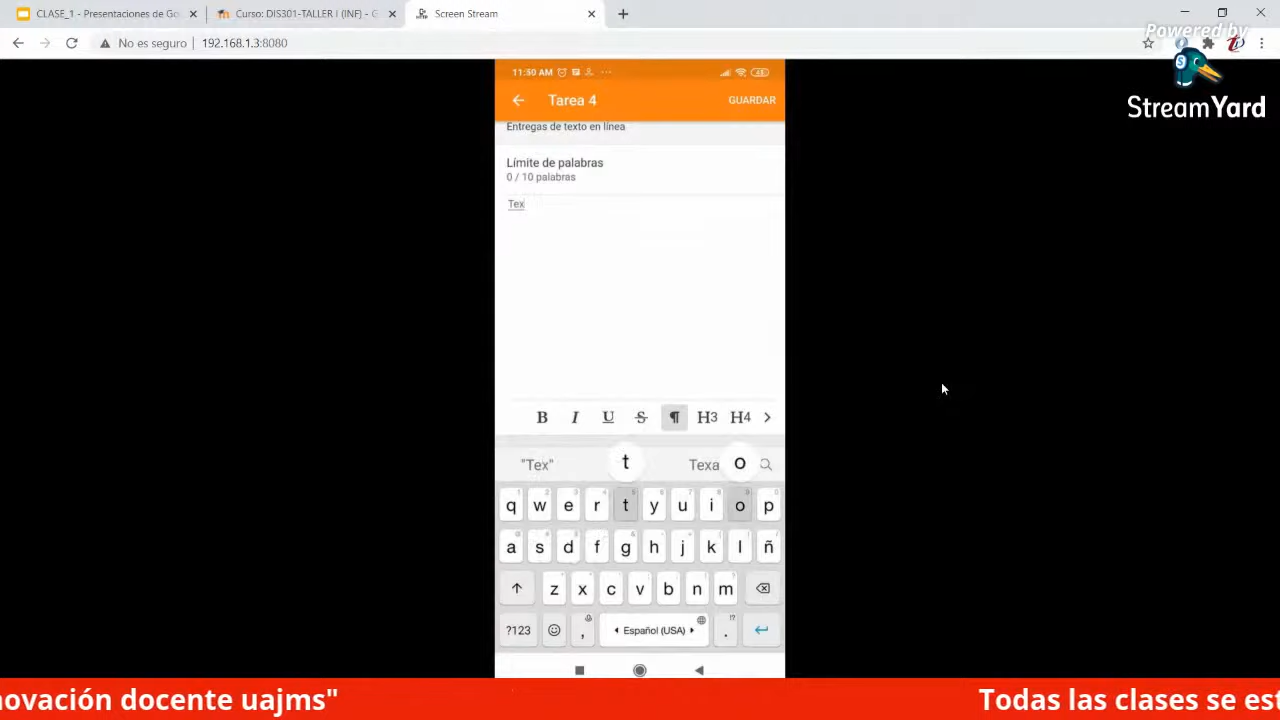 CLASE_1 - Presentaciones de Go
Curso: DIS301-TALLER I (INF) - G
Screen Stream
No es seguro
192.168.1.3:8080
Powered by
StreamYard
11:50 AM
Tarea 4
GUARDAR
Entregas de texto en línea
Límite de palabras
0 / 10 palabras
Tex
B I U S ¶ H3 H4
"Tex" t Texa o
q w e r t y u i o p
a s d f g h j k l ñ
z x c v b n m
?123 , Español (USA) .
novación docente uajms"
Todas las clases se est